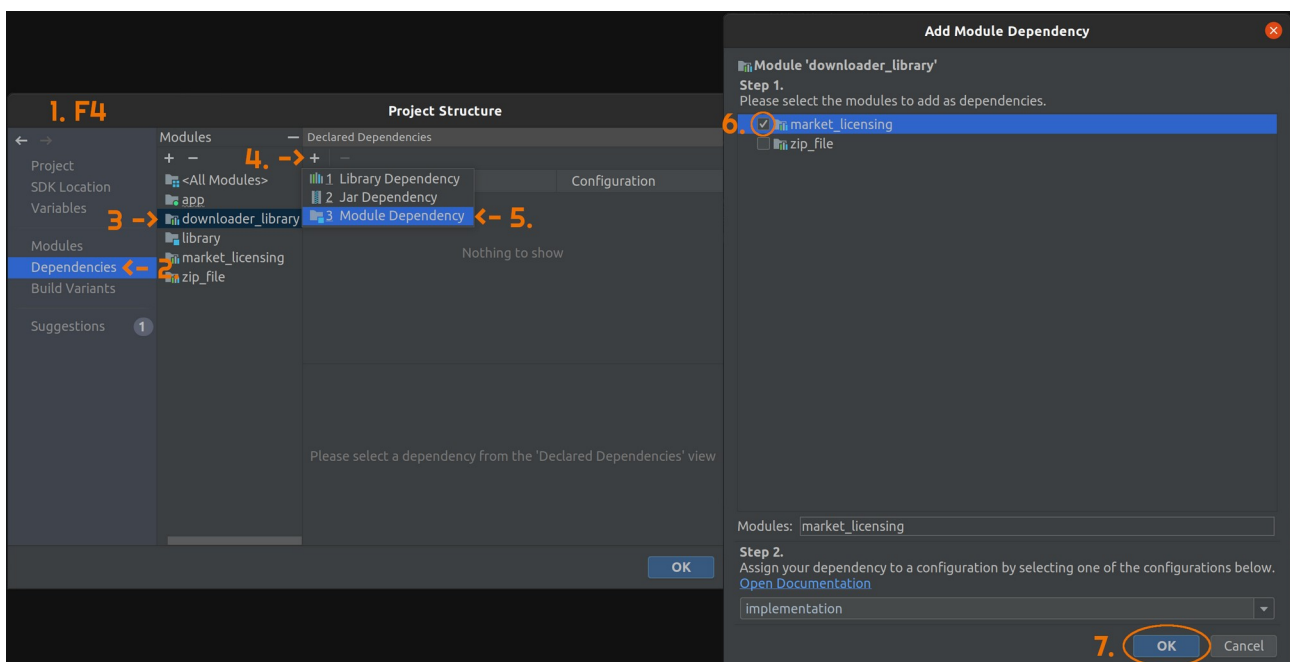 1. F4
Project Structure
Project
SDK Location
Variables
Modules
Dependencies <- 2
Build Variants
Suggestions 1
Modules
+ −
<All Modules>
app
3 -> downloader_library
library
market_licensing
zip_file
Declared Dependencies
4. -> + −
1 Library Dependency
2 Jar Dependency
3 Module Dependency <- 5.
Configuration
Nothing to show
Please select a dependency from the 'Declared Dependencies' view
OK
Add Module Dependency
Module 'downloader_library'
Step 1.
Please select the modules to add as dependencies.
6. market_licensing
zip_file
Modules: market_licensing
Step 2.
Assign your dependency to a configuration by selecting one of the configurations below.
Open Documentation
implementation
7. OK Cancel